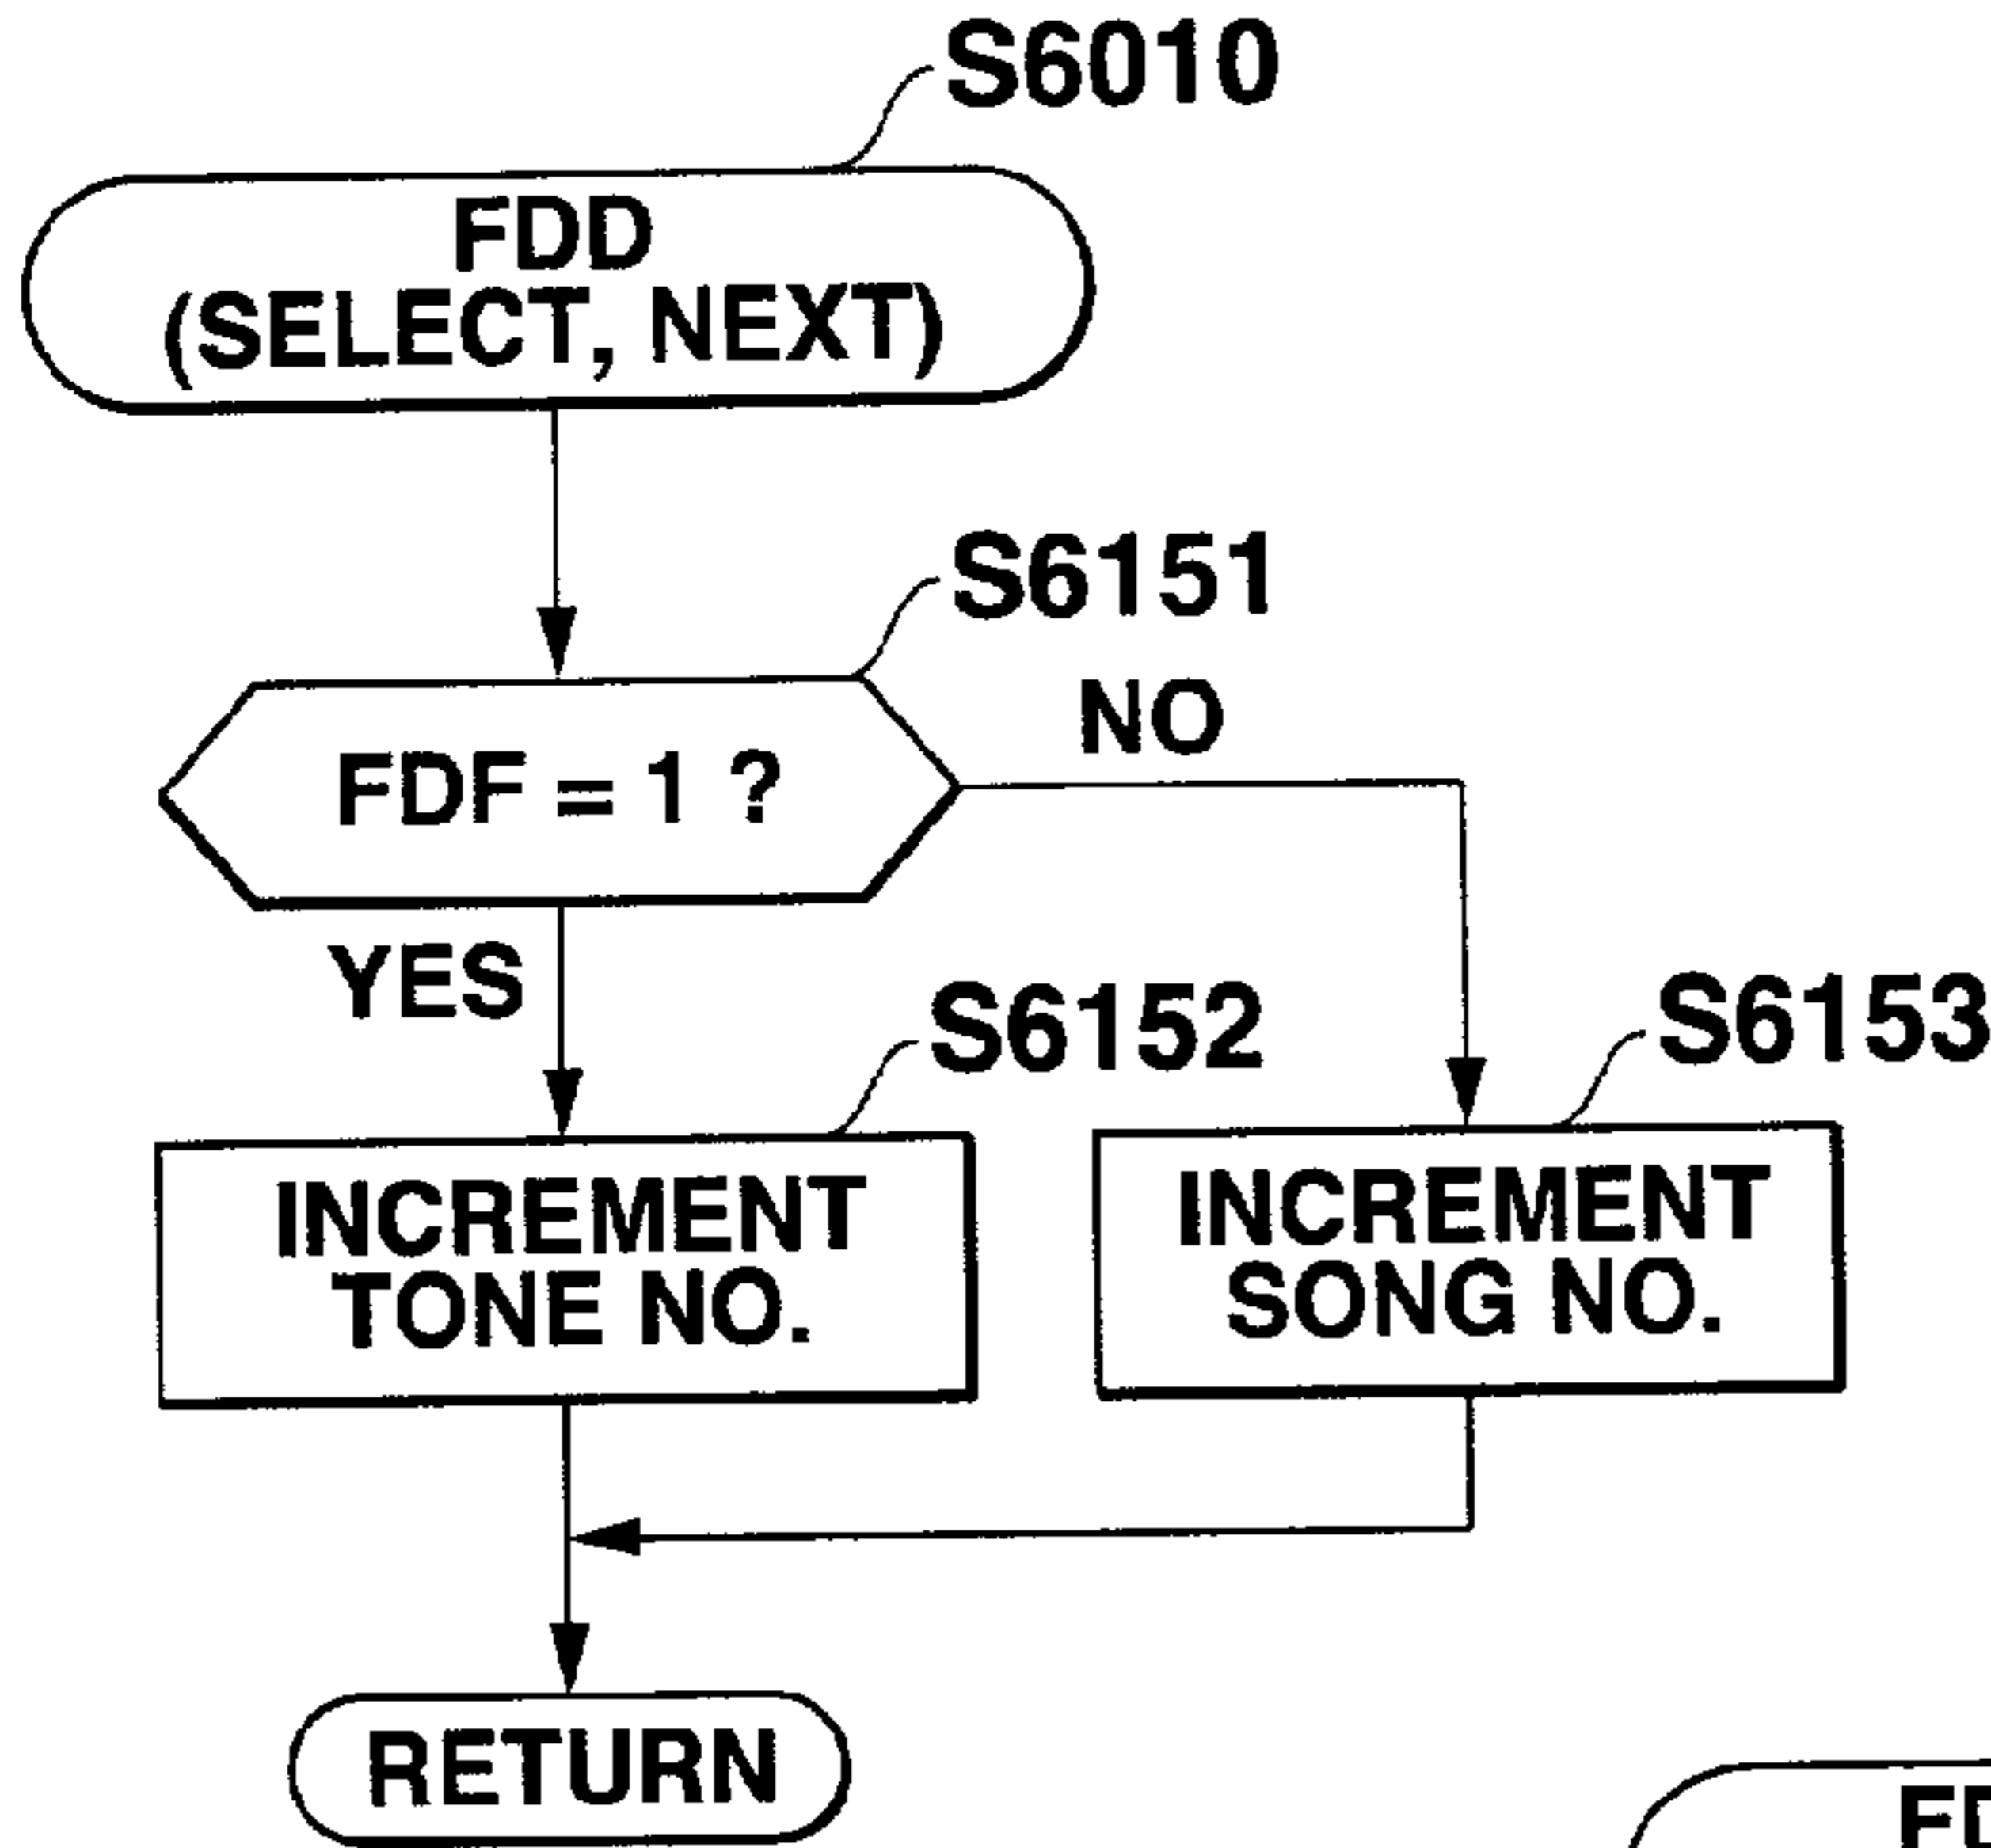 S6010
FDD
(SELECT, NEXT)
S6151
NO
FDF = 1 ?
YES
S6152
S6153
INCREMENT
TONE NO.
INCREMENT
SONG NO.
RETURN